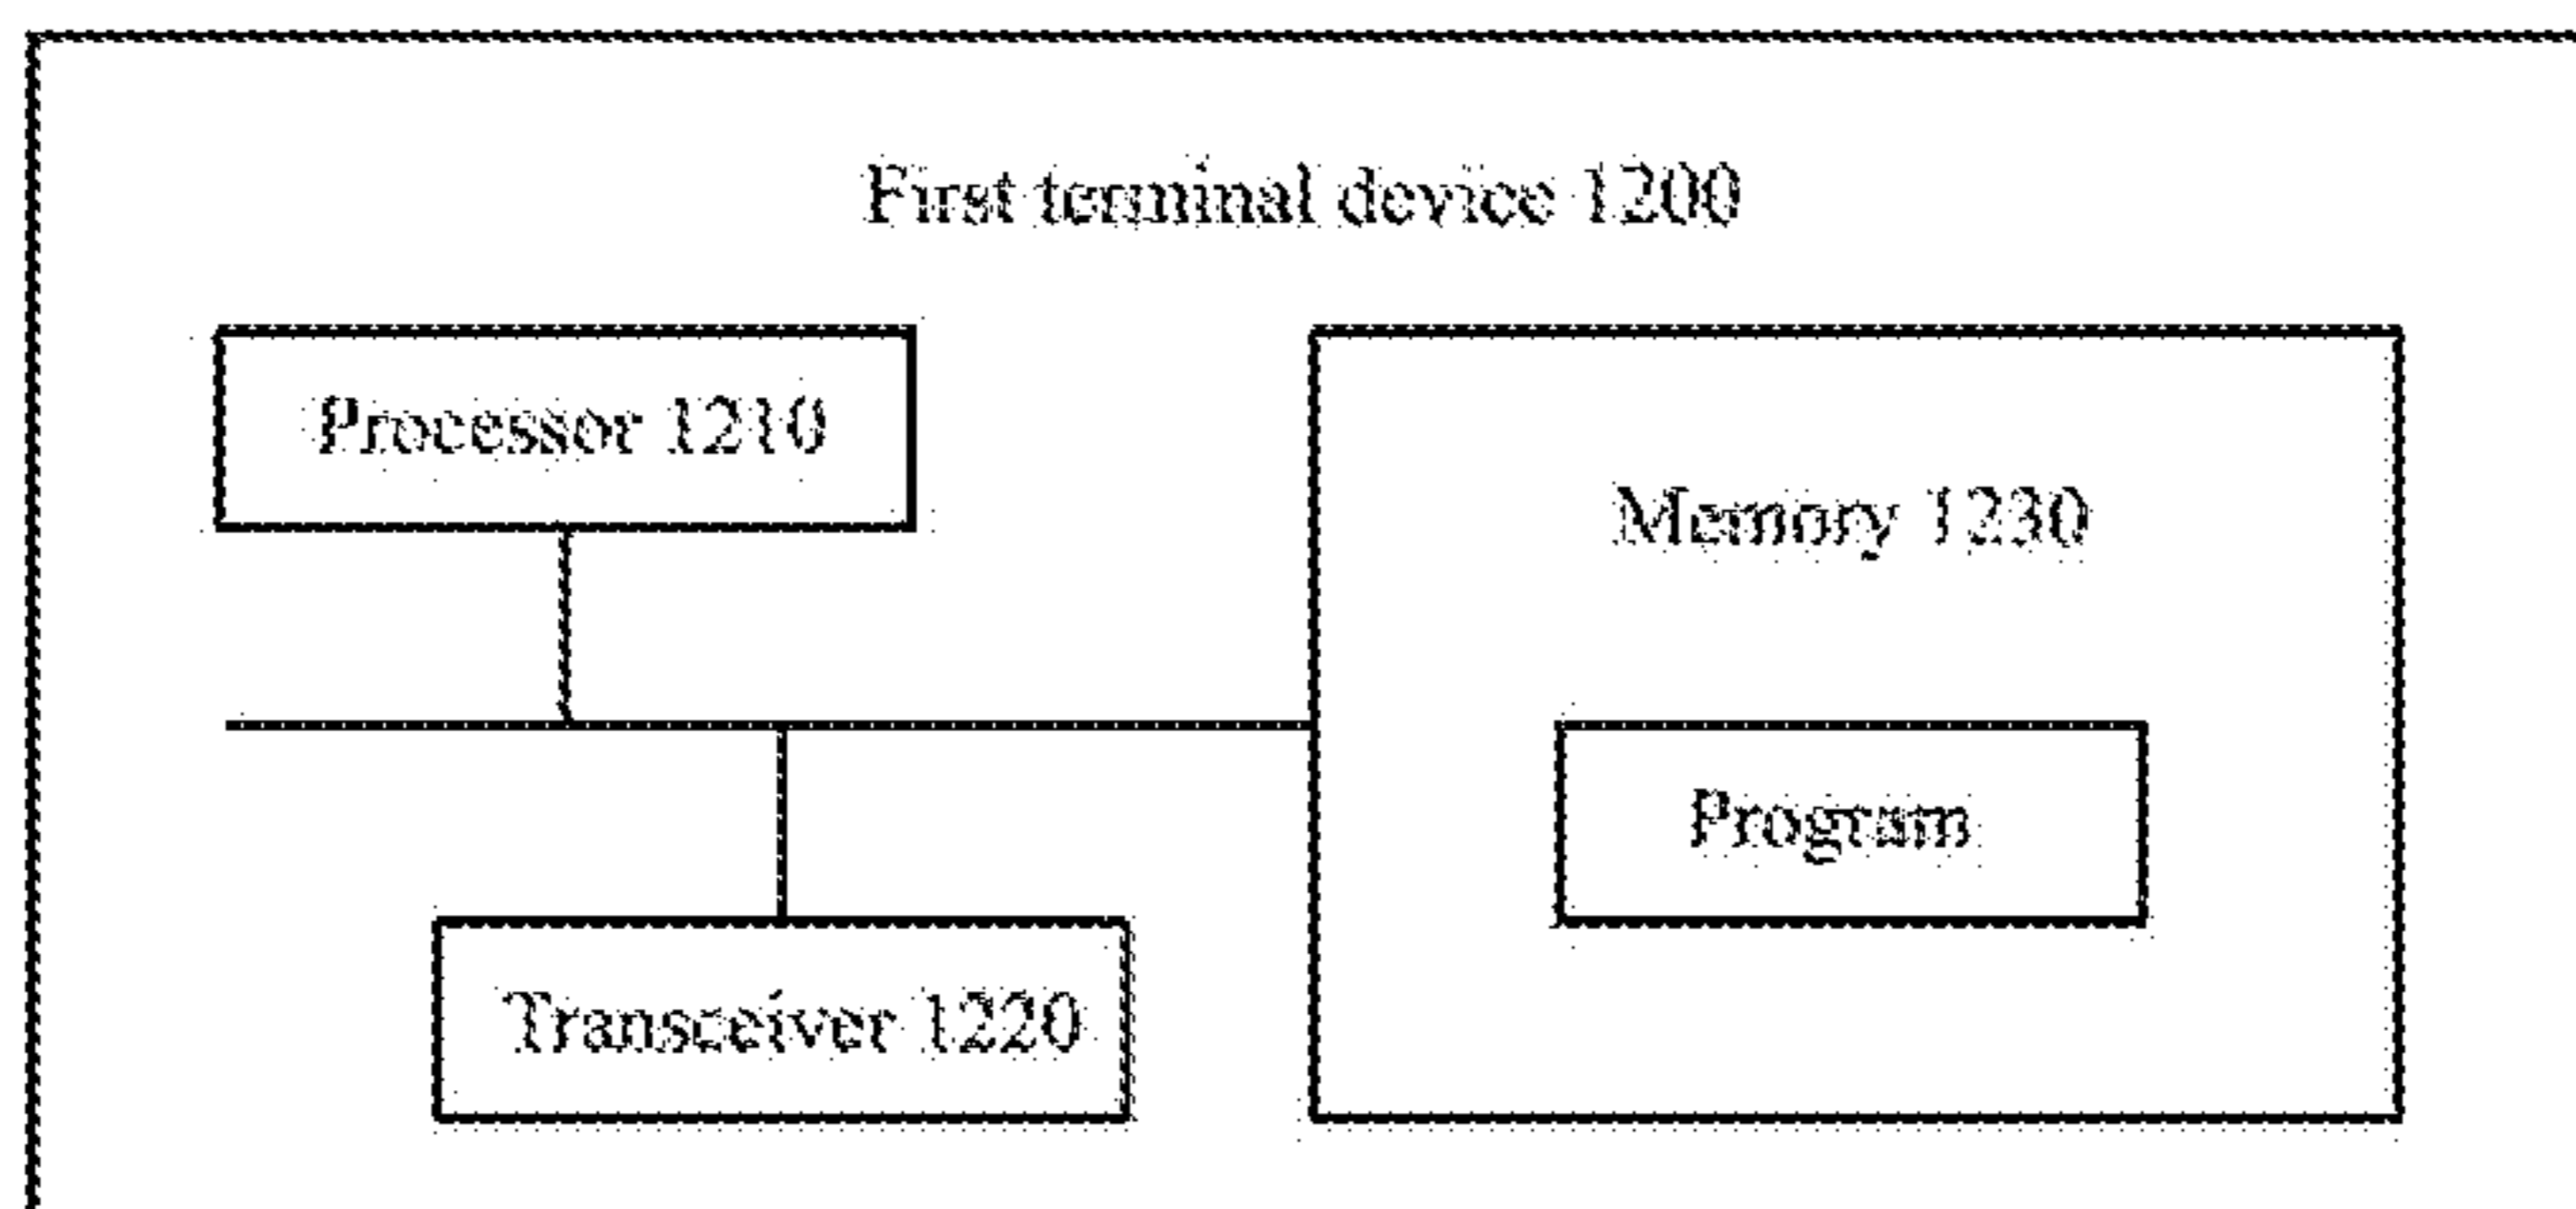 First terminal device 1200
Processor 1210
Memory 1230
Program
Transceiver 1220